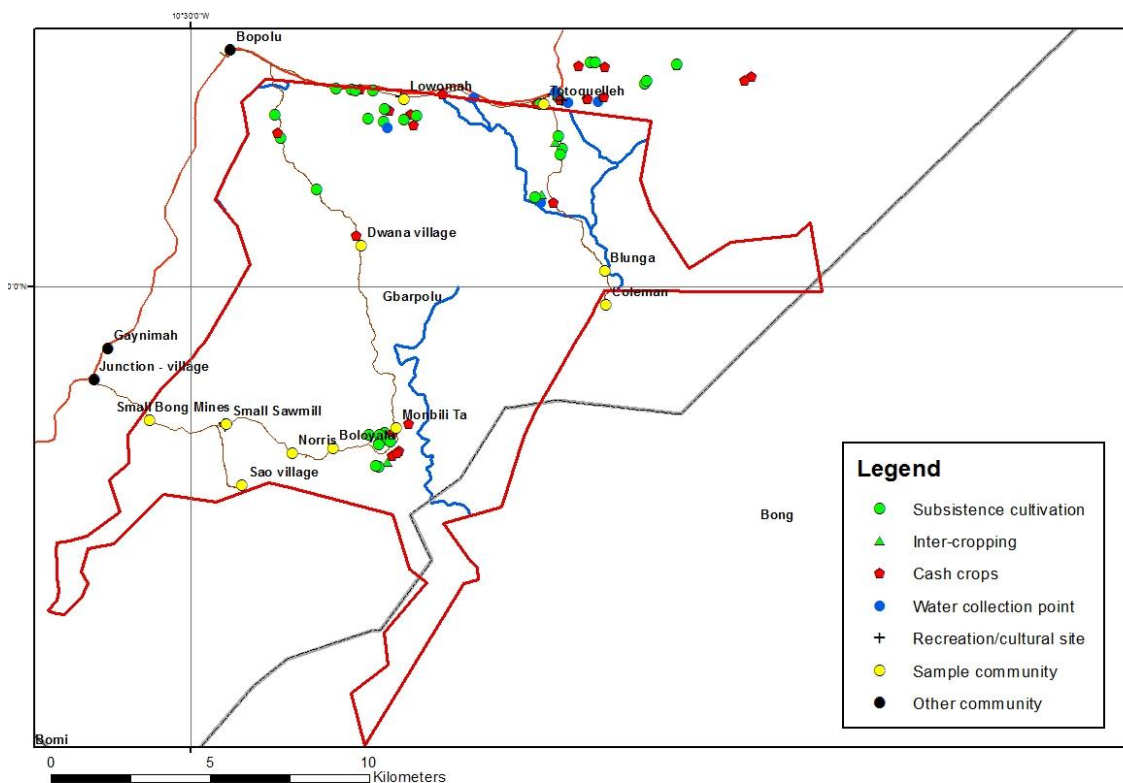 10°30'0"W
Bopolu
Lowomah
Totoquelleh
Dwana village
Blunga
0'0"N
Gbarpolu
Coleman
Gaynimah
Junction - village
Small Bong Mines
Small Sawmill
Monbili Ta
Norris
Boloyala
Sao village
Bong
Legend
Subsistence cultivation
Inter-cropping
Cash crops
Water collection point
Recreation/cultural site
Sample community
Other community
Bomi
0 5 10
Kilometers